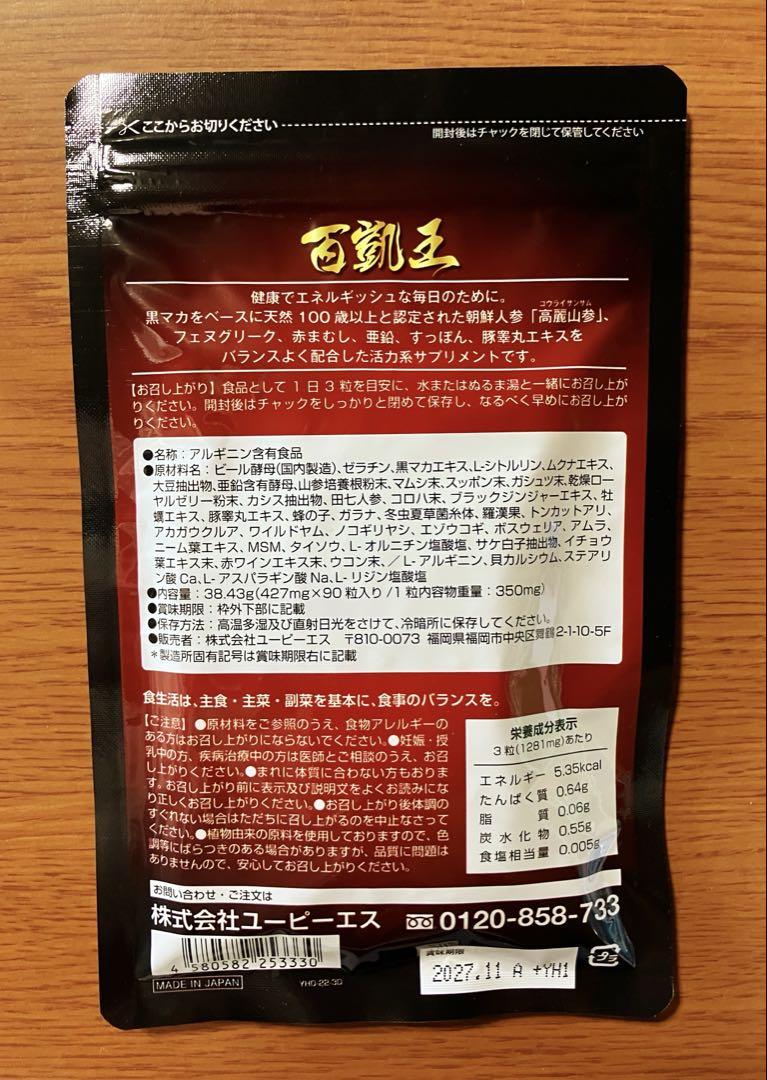 ここからお切りください
開封後はチャックを閉じて保管してください
百凱王
健康でエネルギッシュな毎日のために。
コウライサンサム
黒マカをベースに天然100歳以上と認定された朝鮮人参「高麗山参」、
フェヌグリーク、赤まむし、亜鉛、すっぽん、豚睾丸エキスを
バランスよく配合した活力系サプリメントです。
【お召し上がり】食品として1日3粒を目安に、水またはぬるま湯と一緒にお召し上が
りください。開封後はチャックをしっかりと閉めて保存し、なるべく早めにお召し上が
りください。
●名称：アルギニン含有食品
●原材料名：ビール酵母(国内製造)、ゼラチン、黒マカエキス、L-シトルリン、ムクナエキス、
大豆抽出物、亜鉛含有酵母、山参培養根粉末、マムシ末、スッポン末、ガシュツ末、乾燥ロー
ヤルゼリー粉末、カシス抽出物、田七人参、コロハ末、ブラックジンジャーエキス、牡
蠣エキス、豚睾丸エキス、蜂の子、ガラナ、冬虫夏草菌糸体、羅漢果、トンカットアリ、
アカガウクルア、ワイルドヤム、ノコギリヤシ、エゾウコギ、ボスウェリア、アムラ、
ニーム葉エキス、MSM、タイソウ、L-オルニチン塩酸塩、サケ白子抽出物、イチョウ
葉エキス末、赤ワインエキス末、ウコン末、／L-アルギニン、貝カルシウム、ステアリ
ン酸Ca、L-アスパラギン酸Na、L-リジン塩酸塩
●内容量：38.43g(427mg×90粒入り/1粒内容物重量：350mg)
●賞味期限：枠外下部に記載
●保存方法：高温多湿及び直射日光をさけて、冷暗所に保存してください。
●販売者：株式会社ユーピーエス 〒810-0073 福岡県福岡市中央区舞鶴2-1-10-5F
＊製造所固有記号は賞味期限右に記載
食生活は、主食・主菜・副菜を基本に、食事のバランスを。
【ご注意】●原材料をご参照のうえ、食物アレルギーの
ある方はお召し上がりにならないでください。●妊娠・授
乳中の方、疾病治療中の方は医師とご相談のうえ、お召
し上がりください。●まれに体質に合わない方もおりま
す。お召し上がり前に表示及び説明文をよくお読みにな
り正しくお召し上がりください。●お召し上がり後体調の
すぐれない場合はただちに召し上がるのを中止なさって
ください。●植物由来の原料を使用しておりますので、色
調等にばらつきのある場合がありますが、品質に問題は
ありませんので、安心してお召し上がりください。
栄養成分表示
3粒(1281mg)あたり
エネルギー 5.35kcal
たんぱく質 0.64g
脂質 0.06g
炭水化物 0.55g
食塩相当量 0.005g
お問い合わせ・ご注文は
株式会社ユーピーエス 0120-858-733
4 580582 253330
MADE IN JAPAN
YHO-22-3D
賞味期限
2027.11 A +YH1
プラ